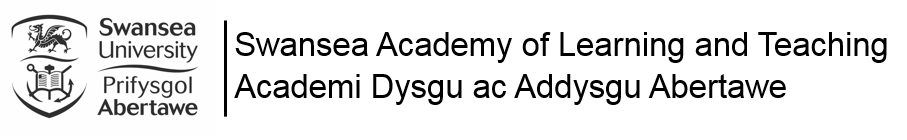 Swansea
University
Prifysgol
Abertawe
Swansea Academy of Learning and Teaching
Academi Dysgu ac Addysgu Abertawe